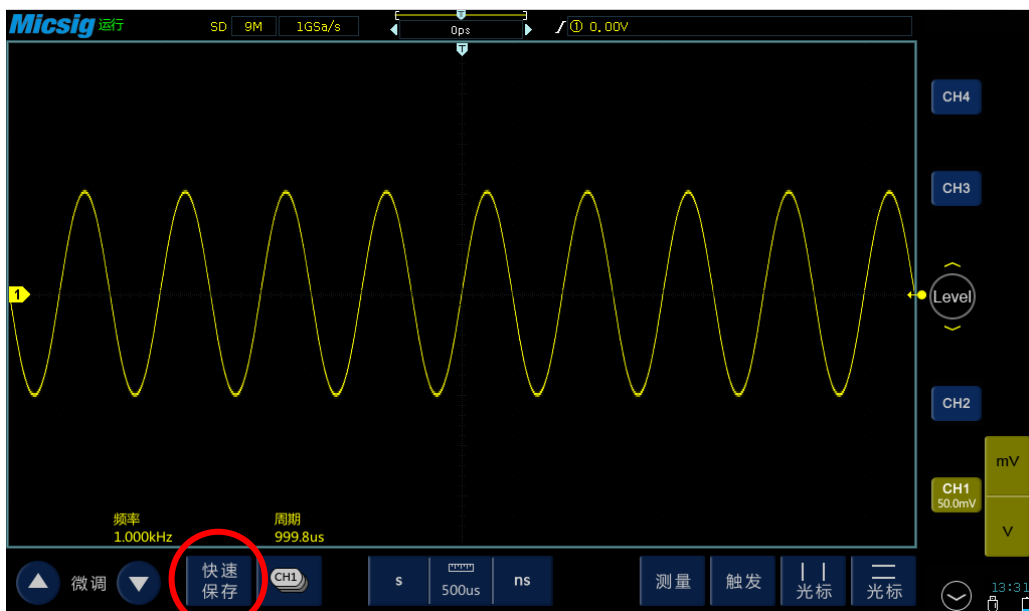 Micsig 运行 SD 9M 1GSa/s 0ps ① 0.00V
T
T
CH4
CH3
1
Level
CH2
mV
CH1
50.0mV
V
频率 周期
1.000kHz 999.8us
微调 快速保存 CH1 s 500us ns 测量 触发 光标 光标
13:31